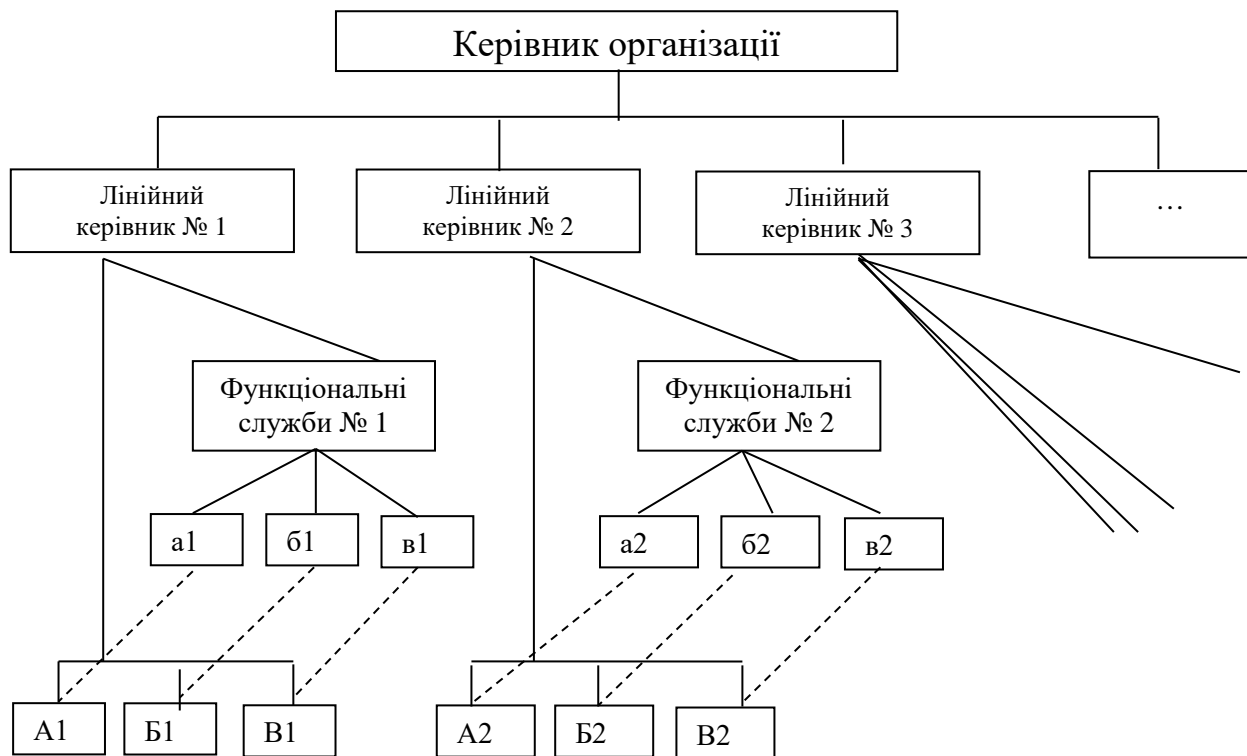 Керівник організації
Лінійний
керівник № 1
Лінійний
керівник № 2
Лінійний
керівник № 3
…
Функціональні
служби № 1
Функціональні
служби № 2
а1
б1
в1
а2
б2
в2
А1
Б1
В1
А2
Б2
В2